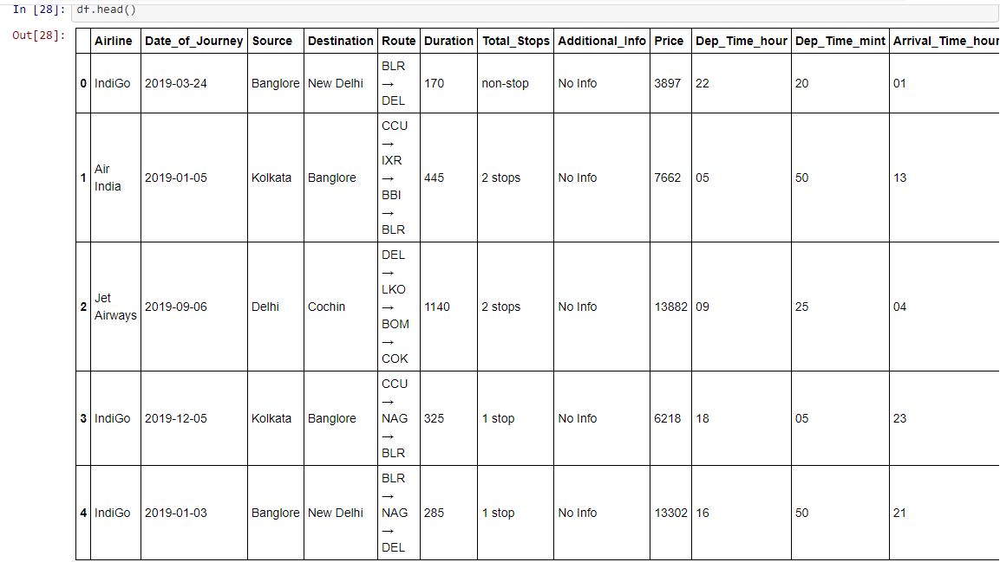 In [28]: df.head()
Out[28]:
Airline Date_of_Journey Source Destination Route Duration Total_Stops Additional_Info Price Dep_Time_hour Dep_Time_mint Arrival_Time_hour
0 IndiGo 2019-03-24 Banglore New Delhi BLR → DEL 170 non-stop No Info 3897 22 20 01
1 Air India 2019-01-05 Kolkata Banglore CCU → IXR → BBI → BLR 445 2 stops No Info 7662 05 50 13
2 Jet Airways 2019-09-06 Delhi Cochin DEL → LKO → BOM → COK 1140 2 stops No Info 13882 09 25 04
3 IndiGo 2019-12-05 Kolkata Banglore CCU → NAG → BLR 325 1 stop No Info 6218 18 05 23
4 IndiGo 2019-01-03 Banglore New Delhi BLR → NAG → DEL 285 1 stop No Info 13302 16 50 21